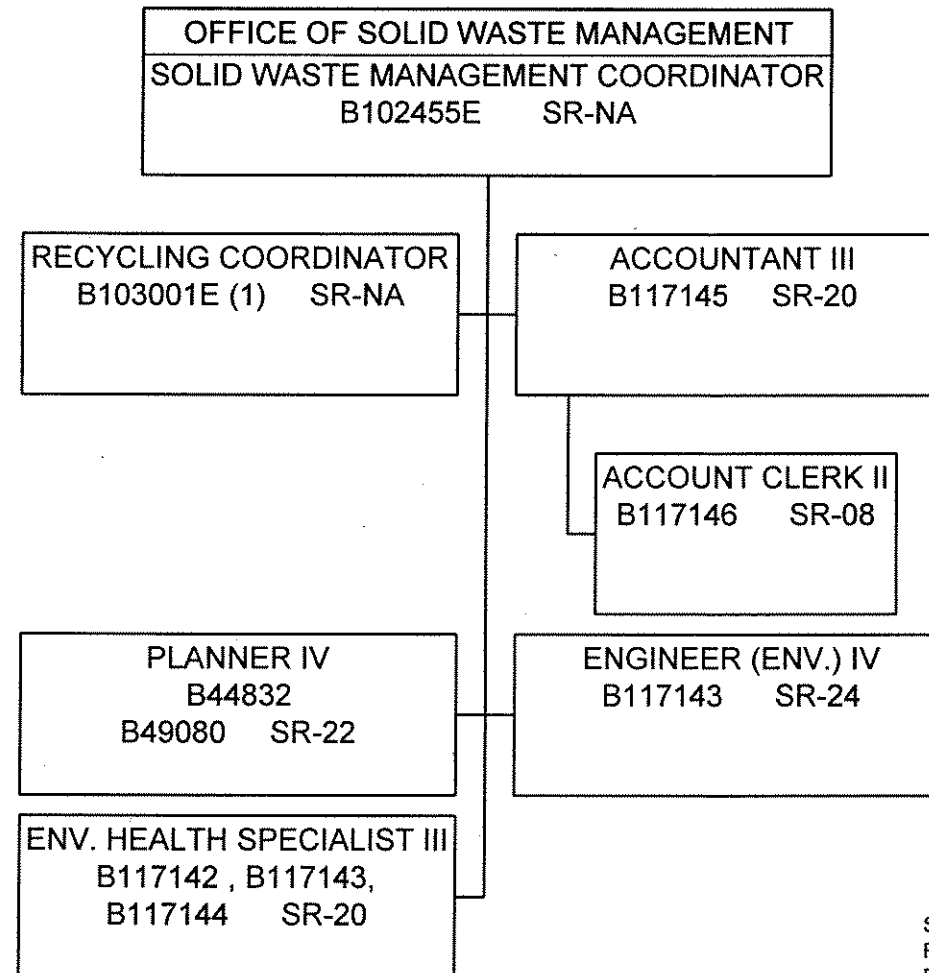 OFFICE OF SOLID WASTE MANAGEMENT
SOLID WASTE MANAGEMENT COORDINATOR
B102455E SR-NA
RECYCLING COORDINATOR
B103001E (1) SR-NA
ACCOUNTANT III
B117145 SR-20
ACCOUNT CLERK II
B117146 SR-08
PLANNER IV
B44832
B49080 SR-22
ENGINEER (ENV.) IV
B117143 SR-24
ENV. HEALTH SPECIALIST III
B117142 , B117143,
B117144 SR-20